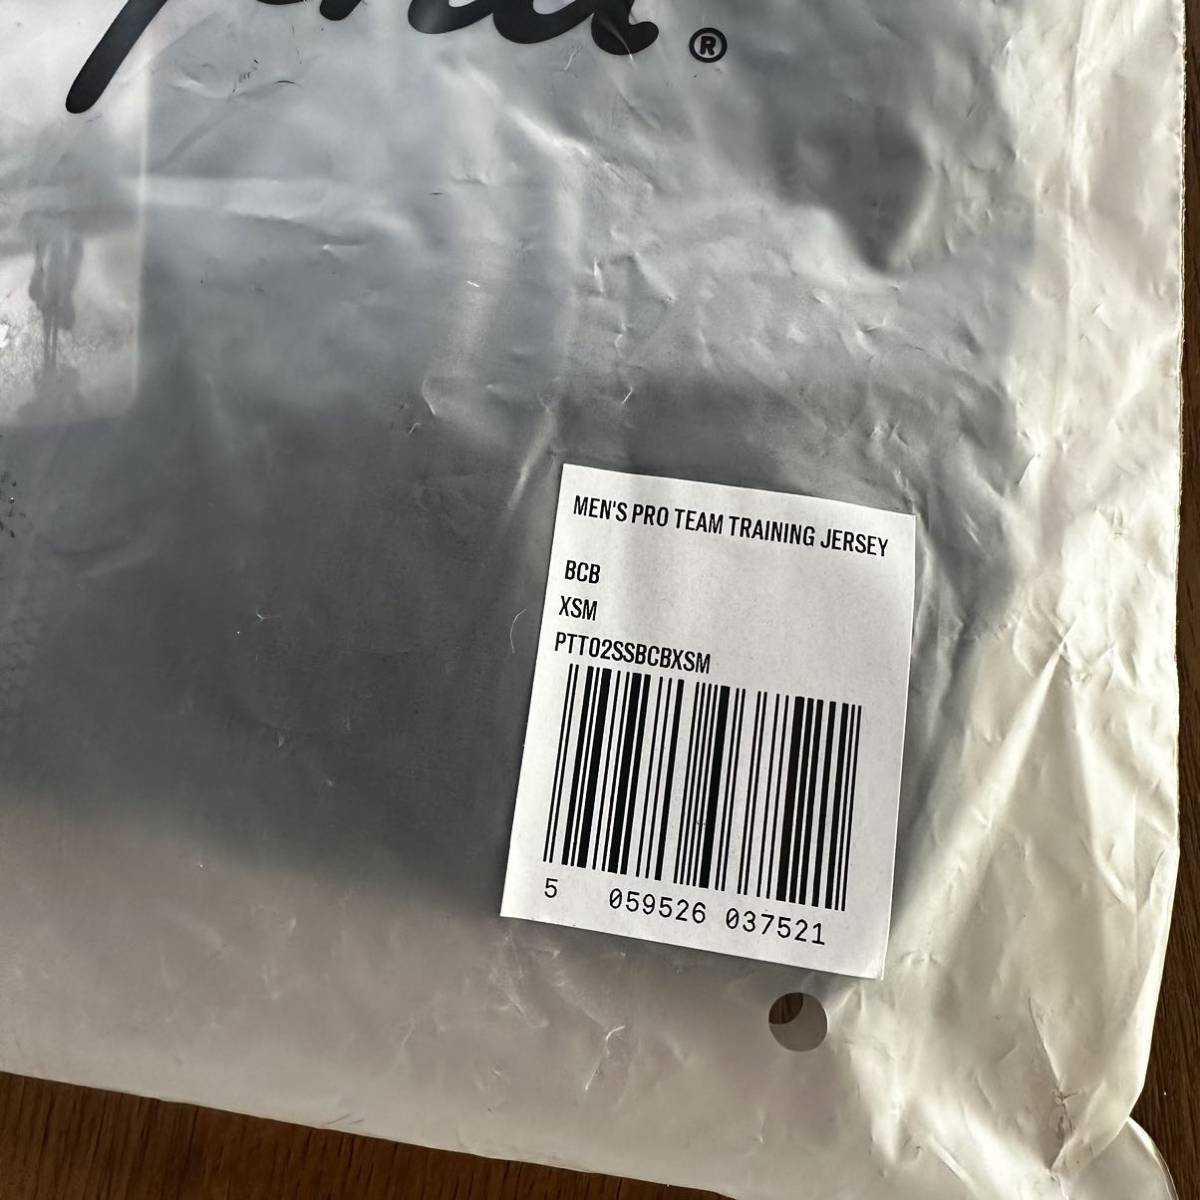 ®
MEN'S PRO TEAM TRAINING JERSEY
BCB
XSM
PTT02SSBCBXSM
5 059526 037521